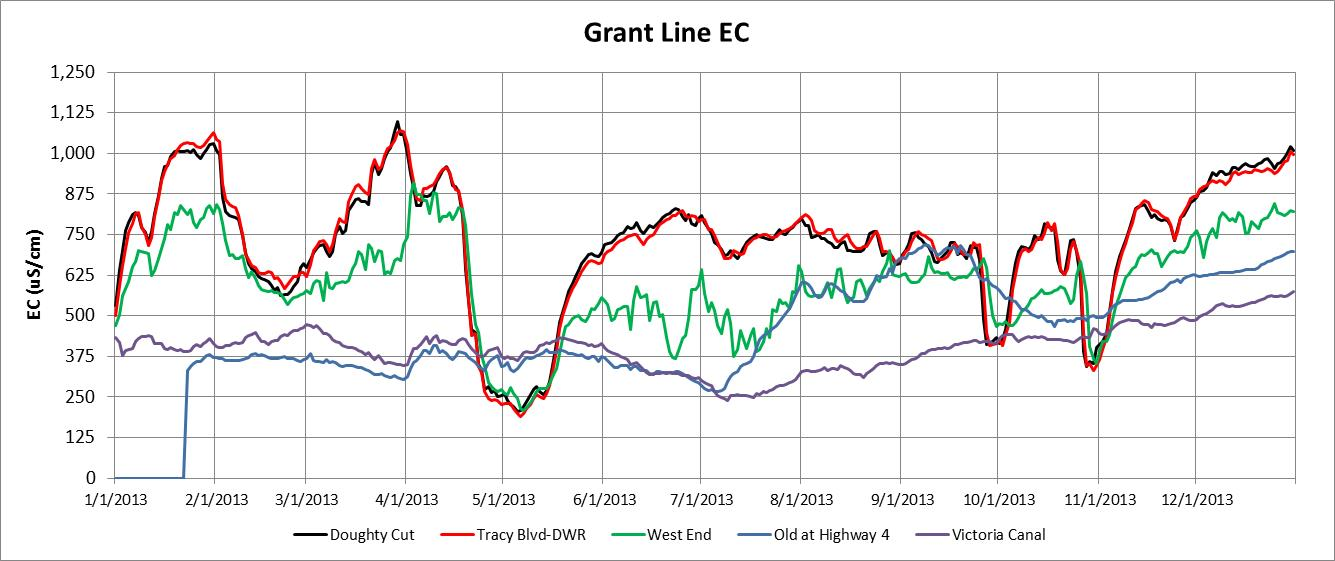 Grant Line EC
EC (uS/cm)
1,250
1,125
1,000
875
750
625
500
375
250
125
0
1/1/2013 2/1/2013 3/1/2013 4/1/2013 5/1/2013 6/1/2013 7/1/2013 8/1/2013 9/1/2013 10/1/2013 11/1/2013 12/1/2013
Doughty Cut Tracy Blvd-DWR West End Old at Highway 4 Victoria Canal